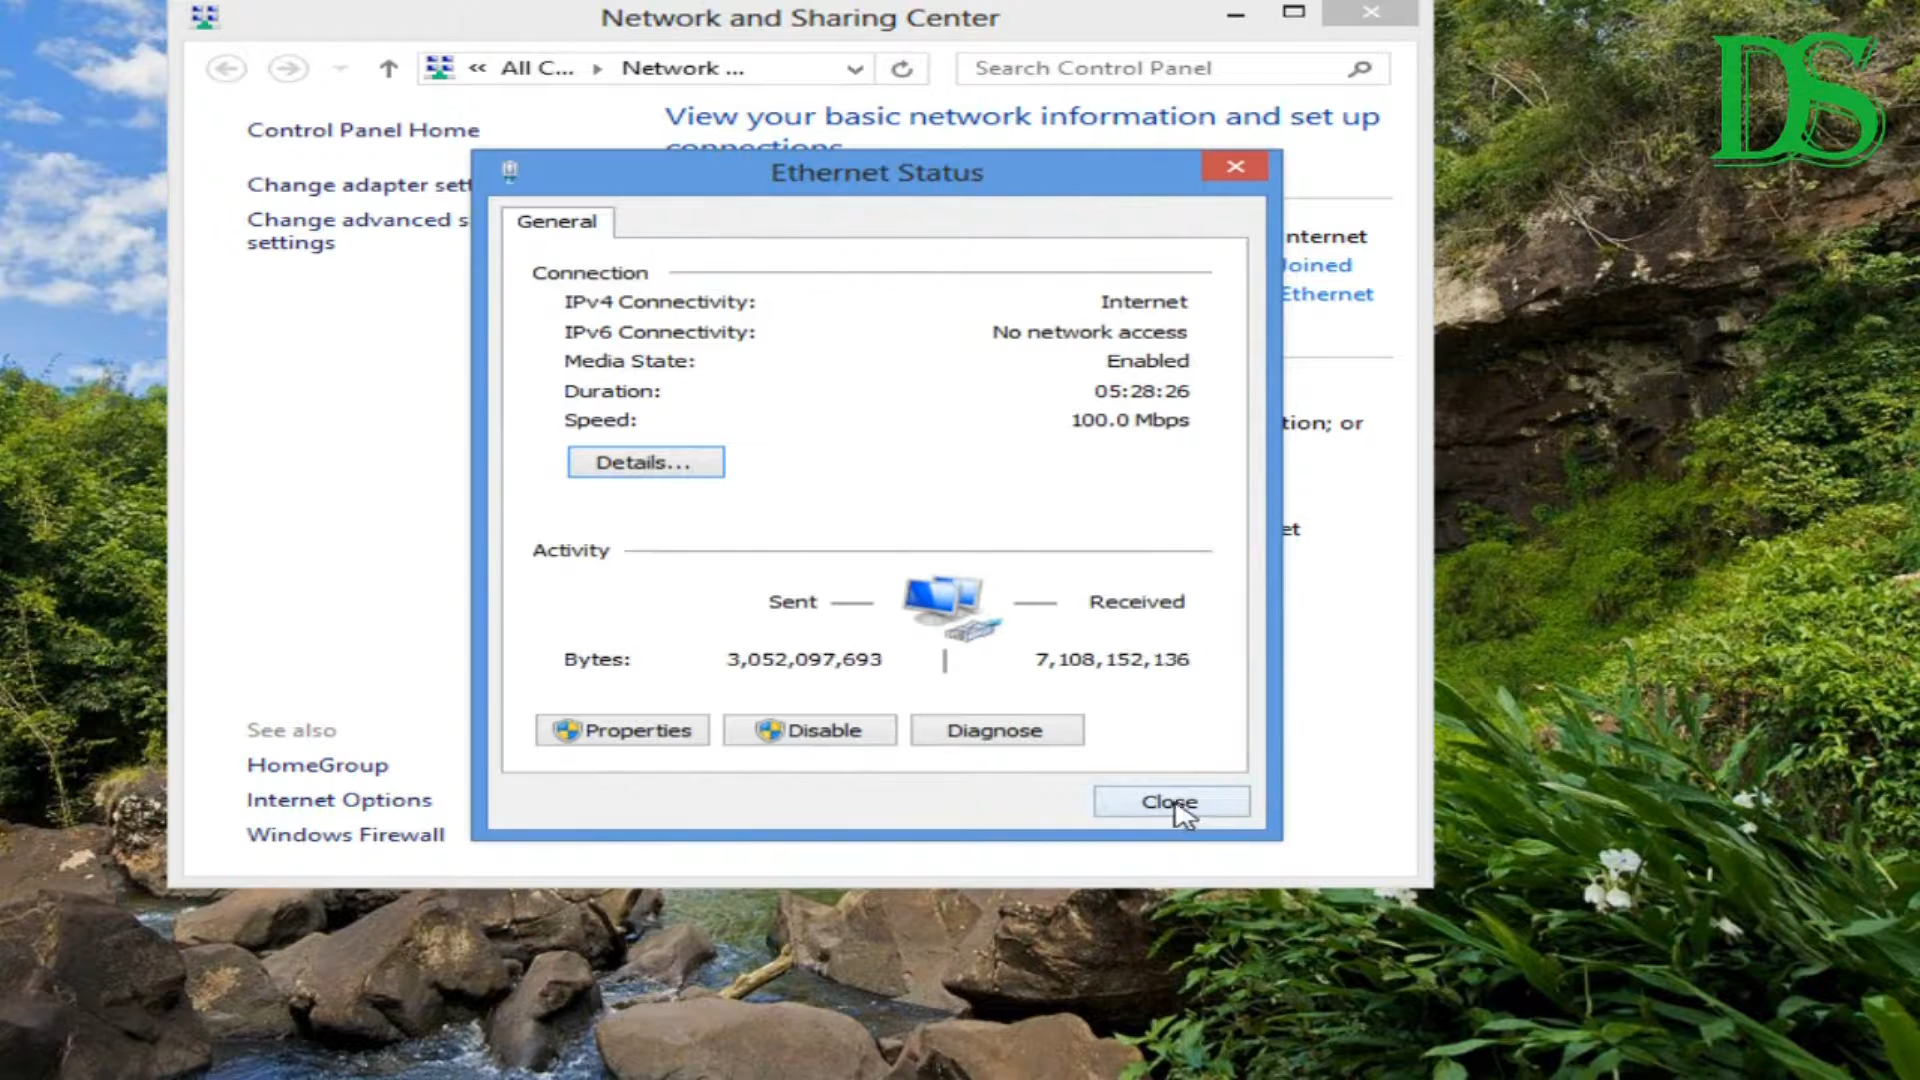 Network and Sharing Center
« All C... Network ...
Search Control Panel
DS
Control Panel Home
View your basic network information and set up
connections
Change adapter sett
Ethernet Status
Change advanced s
settings
General
nternet
Joined
Ethernet
Connection
IPv4 Connectivity: Internet
IPv6 Connectivity: No network access
Media State: Enabled
Duration: 05:28:26
Speed: 100.0 Mbps
tion; or
Details...
et
Activity
Sent Received
Bytes: 3,052,097,693 7,108,152,136
Properties Disable Diagnose
See also
HomeGroup
Internet Options
Windows Firewall
Close